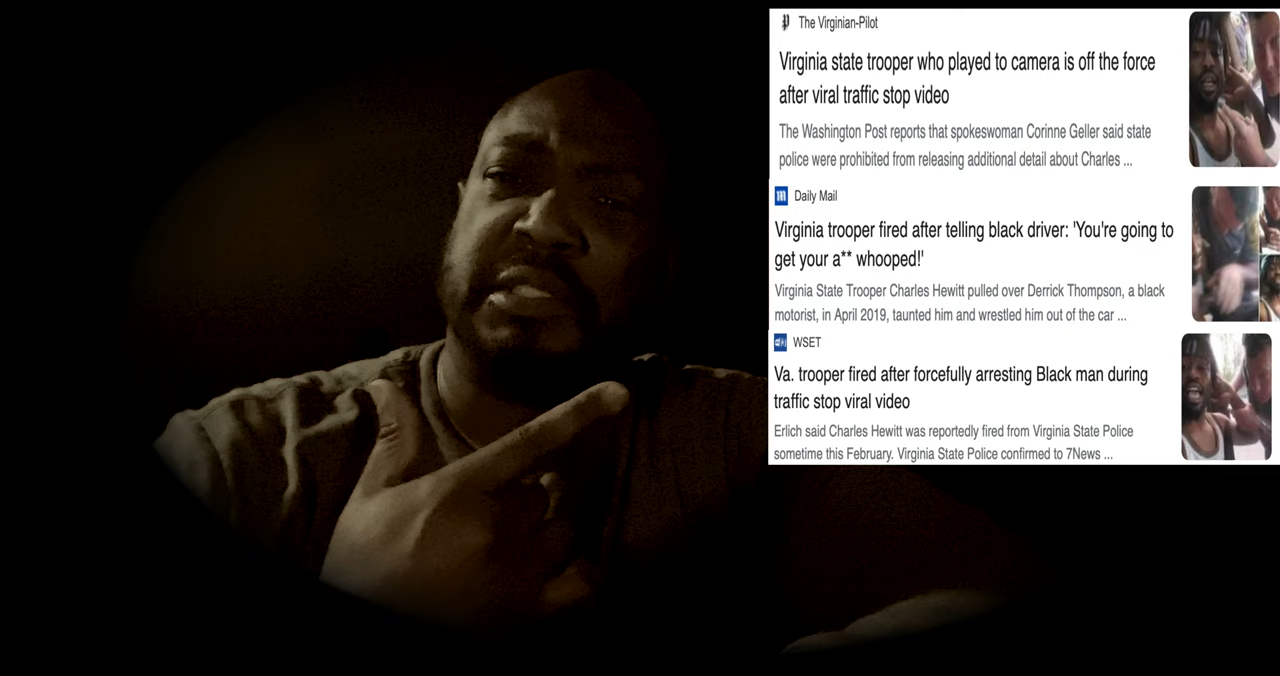 The Virginian-Pilot
Virginia state trooper who played to camera is off the force
after viral traffic stop video
The Washington Post reports that spokeswoman Corinne Geller said state
police were prohibited from releasing additional detail about Charles ...
Daily Mail
Virginia trooper fired after telling black driver: 'You're going to
get your a** whooped!'
Virginia State Trooper Charles Hewitt pulled over Derrick Thompson, a black
motorist, in April 2019, taunted him and wrestled him out of the car ...
WSET
Va. trooper fired after forcefully arresting Black man during
traffic stop viral video
Erlich said Charles Hewitt was reportedly fired from Virginia State Police
sometime this February. Virginia State Police confirmed to 7News ...